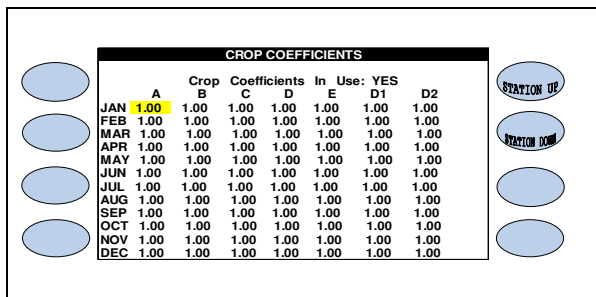 CROP COEFFICIENTS
Crop Coefficients In Use: YES
A B C D E D1 D2
JAN 1.00 1.00 1.00 1.00 1.00 1.00 1.00
FEB 1.00 1.00 1.00 1.00 1.00 1.00 1.00
MAR 1.00 1.00 1.00 1.00 1.00 1.00 1.00
APR 1.00 1.00 1.00 1.00 1.00 1.00 1.00
MAY 1.00 1.00 1.00 1.00 1.00 1.00 1.00
JUN 1.00 1.00 1.00 1.00 1.00 1.00 1.00
JUL 1.00 1.00 1.00 1.00 1.00 1.00 1.00
AUG 1.00 1.00 1.00 1.00 1.00 1.00 1.00
SEP 1.00 1.00 1.00 1.00 1.00 1.00 1.00
OCT 1.00 1.00 1.00 1.00 1.00 1.00 1.00
NOV 1.00 1.00 1.00 1.00 1.00 1.00 1.00
DEC 1.00 1.00 1.00 1.00 1.00 1.00 1.00
STATION UP
STATION DOWN